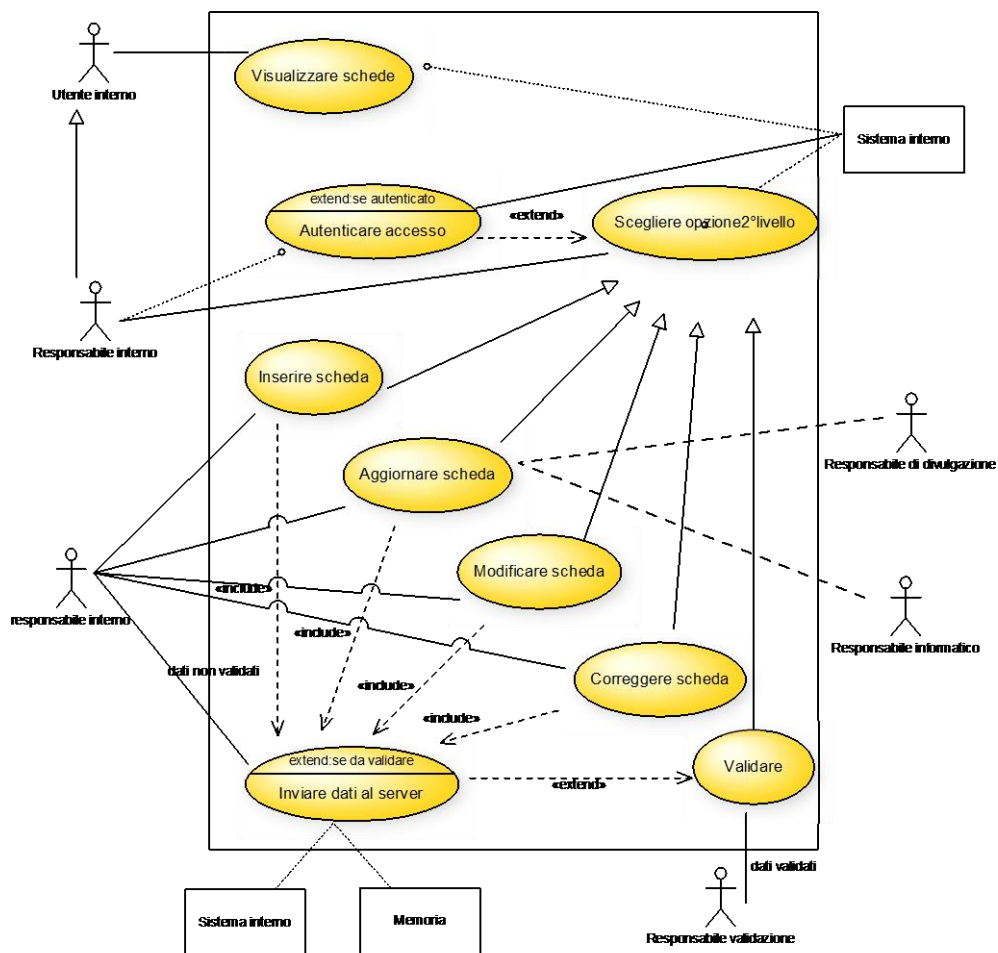 Visualizzare schede
Utente interno
Sistema interno
extend:se autenticato
Autenticare accesso
«extend»
Scegliere opzione2°livello
Responsabile interno
Inserire scheda
Aggiornare scheda
Responsabile di divulgazione
Modificare scheda
«include»
responsabile interno
«include»
Responsabile informatico
dati non validati
«include»
Correggere scheda
«include»
extend:se da validare
Inviare dati al server
«extend»
Validare
dati validati
Sistema interno
Memoria
Responsabile validazione